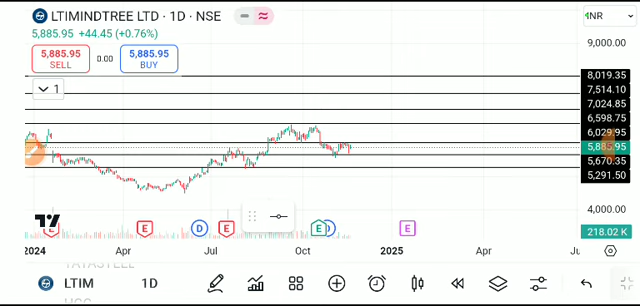 LTIMINDTREE LTD · 1D · NSE
INR
5,885.95 +44.45 (+0.76%)
5,885.95 SELL
0.00
5,885.95 BUY
1
9,000.00
8,019.35
7,514.10
7,024.85
6,598.75
6,029.95
5,885.95
5,670.35
5,291.50
4,000.00
218.02 K
E E D E E D E
2024 Apr Jul Oct 2025 Apr Ju
LTIM 1D